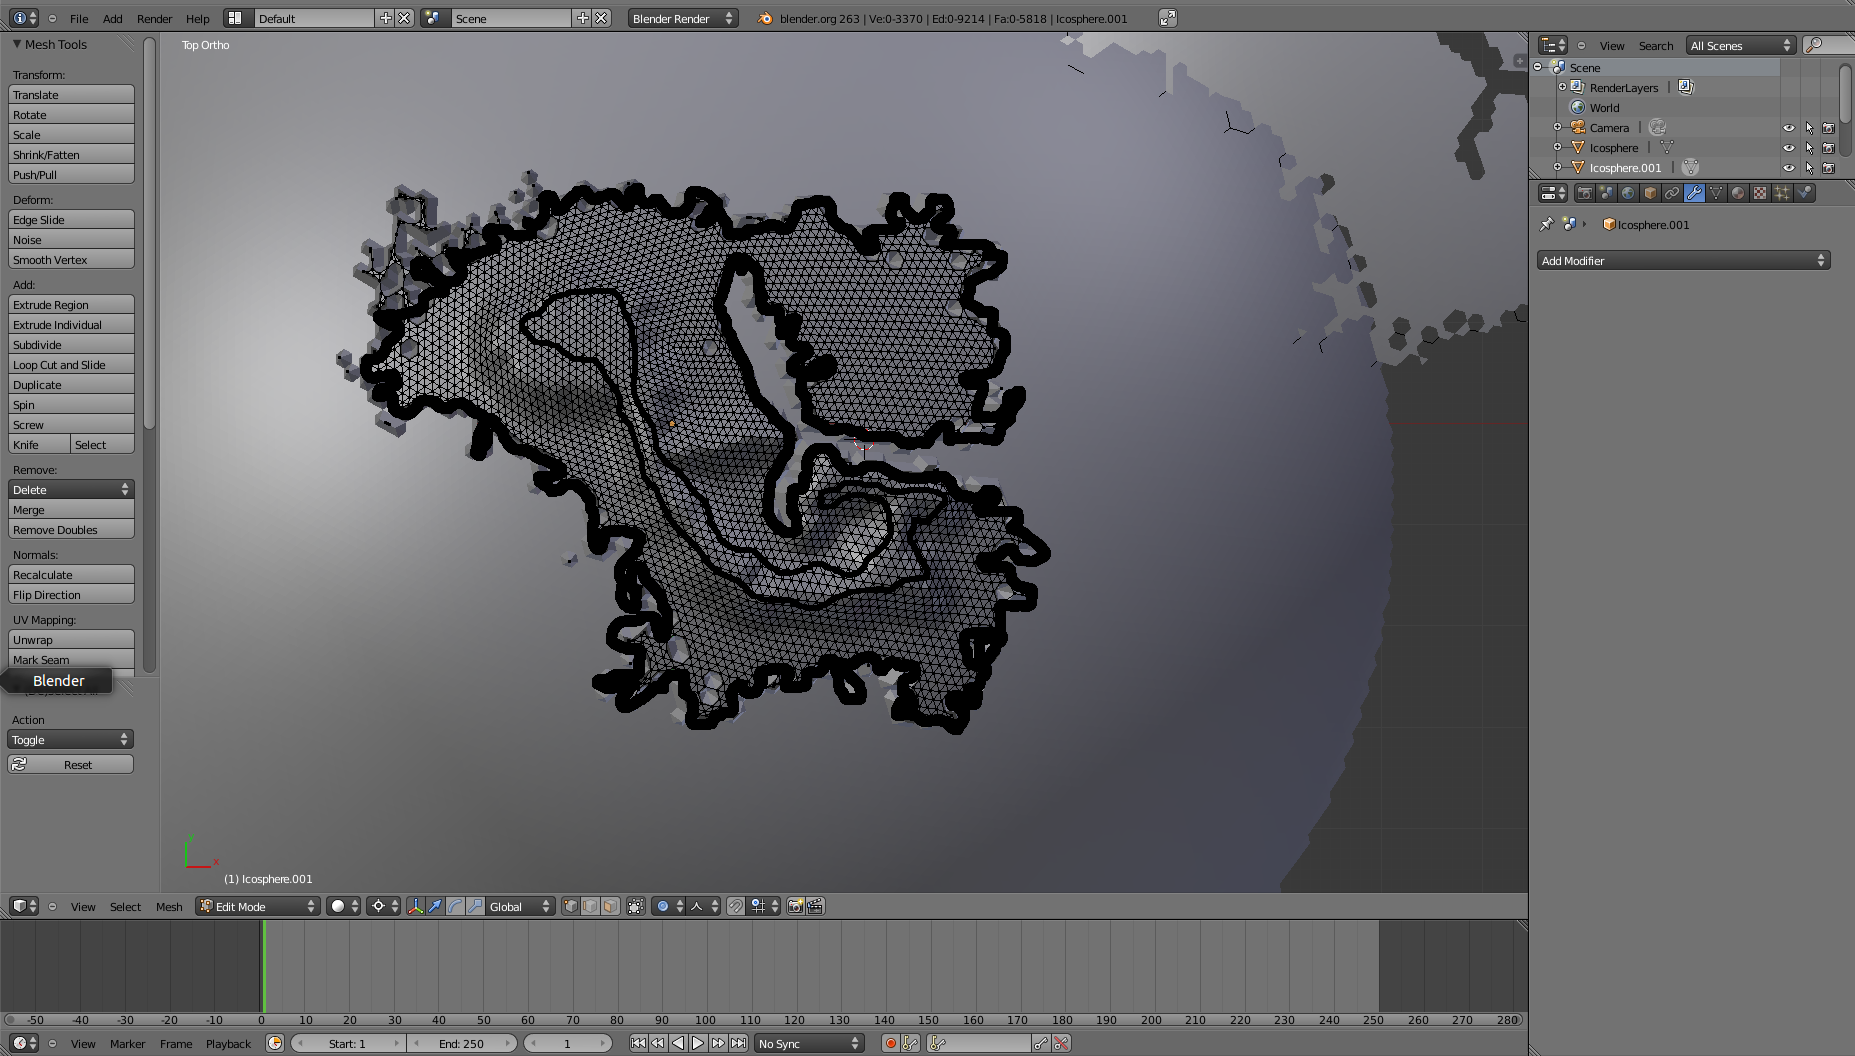 File Add Render Help Default Scene Blender Render blender.org 263 | Ve:0-3370 | Ed:0-9214 | Fa:0-5818 | Icosphere.001
Mesh Tools
Transform:
Translate
Rotate
Scale
Shrink/Fatten
Push/Pull
Deform:
Edge Slide
Noise
Smooth Vertex
Add:
Extrude Region
Extrude Individual
Subdivide
Loop Cut and Slide
Duplicate
Spin
Screw
Knife Select
Remove:
Delete
Merge
Remove Doubles
Normals:
Recalculate
Flip Direction
UV Mapping:
Unwrap
Mark Seam
Blender
Action
Toggle
Reset
Top Ortho
y
x
(1) Icosphere.001
View Search All Scenes
Scene
RenderLayers |
World
Camera |
Icosphere |
Icosphere.001 |
Icosphere.001
Add Modifier
View Select Mesh Edit Mode Global
-50 -40 -30 -20 -10 0 10 20 30 40 50 60 70 80 90 100 110 120 130 140 150 160 170 180 190 200 210 220 230 240 250 260 270 280
View Marker Frame Playback Start: 1 End: 250 1 No Sync